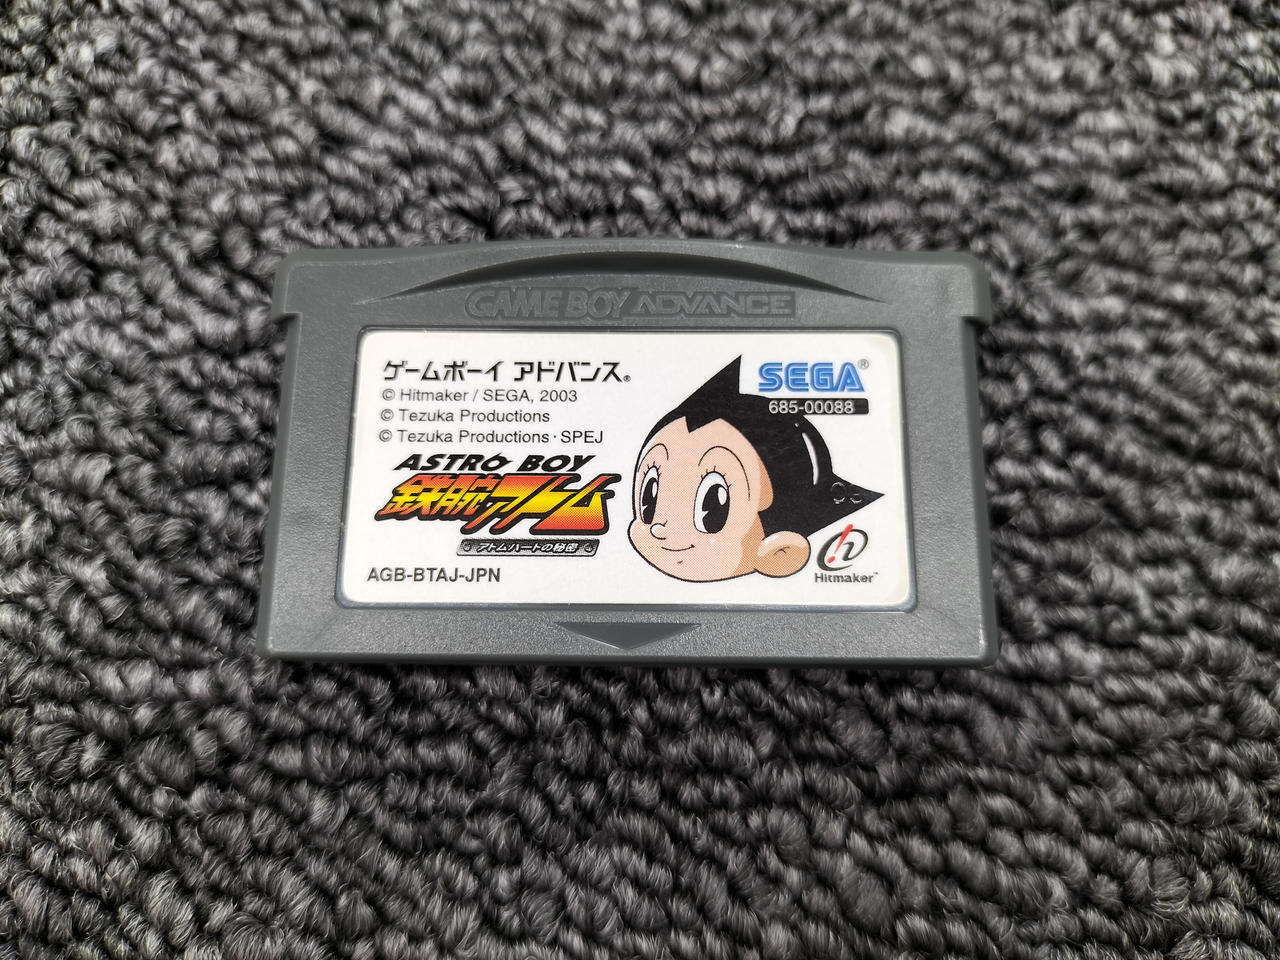 GAME BOY ADVANCE
ゲームボーイ アドバンス®
© Hitmaker / SEGA, 2003
© Tezuka Productions
© Tezuka Productions・SPEJ
SEGA®
685-00088
ASTRO BOY
鉄腕アトム
アトムハートの秘密
AGB-BTAJ-JPN
h
Hitmaker™